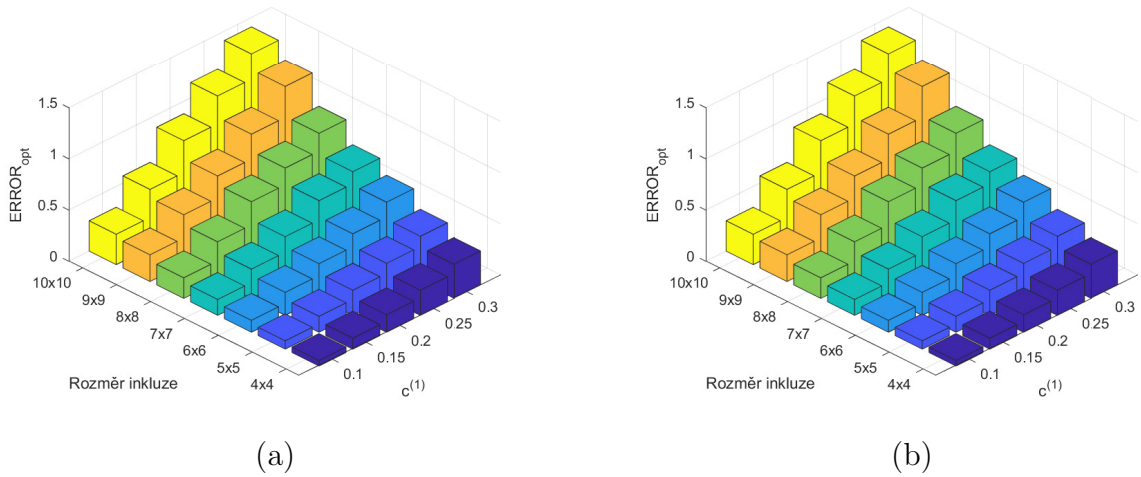 1.5
1
0.5
0
ERROR_opt
10x10
9x9
8x8
7x7
6x6
5x5
4x4
Rozměr inkluze
0.1
0.15
0.2
0.25
0.3
c^(1)
(a)
1.5
1
0.5
0
ERROR_opt
10x10
9x9
8x8
7x7
6x6
5x5
4x4
Rozměr inkluze
0.1
0.15
0.2
0.25
0.3
c^(1)
(b)